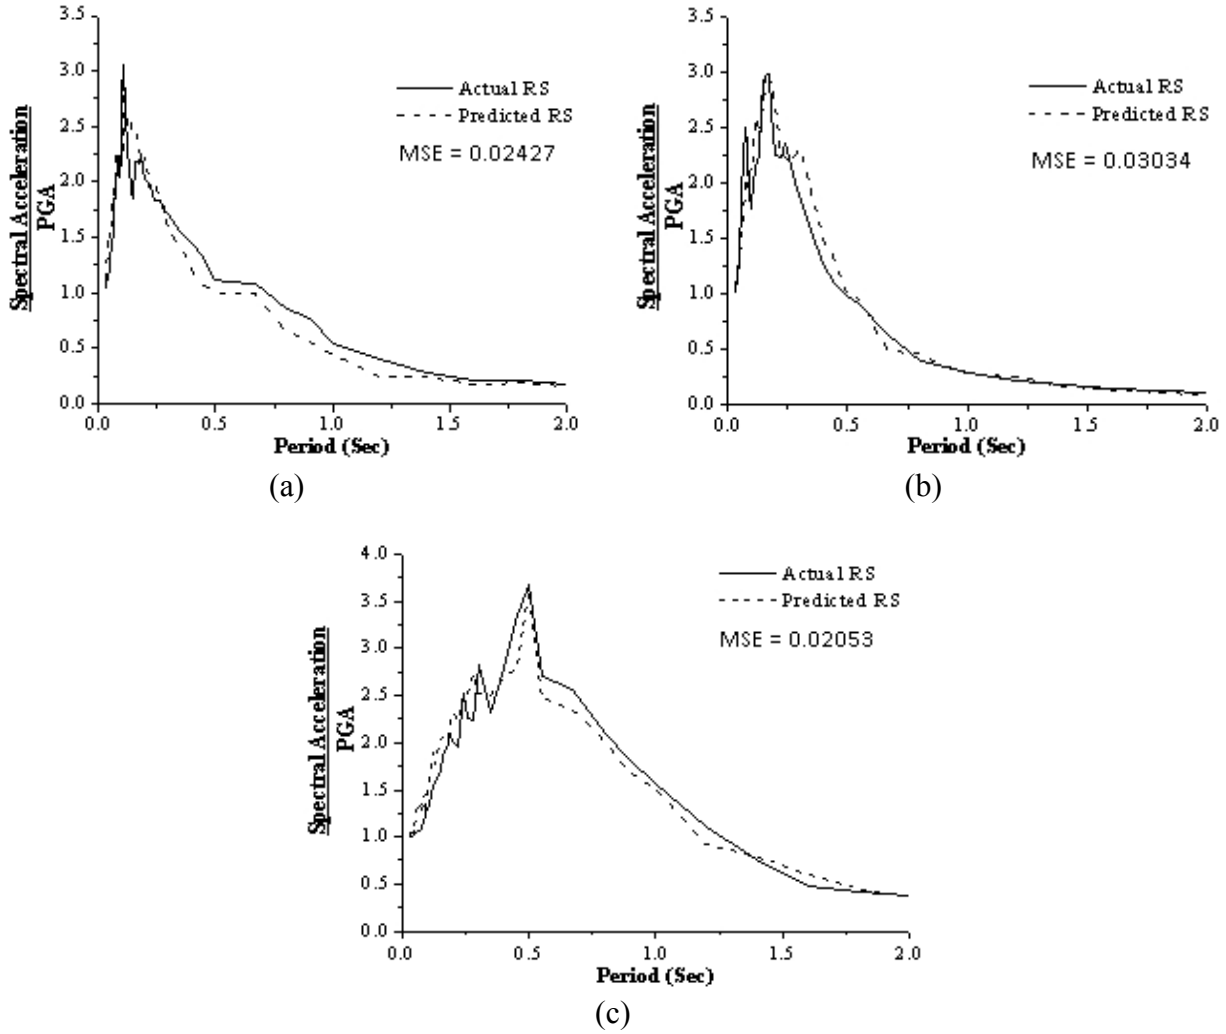 3.5
3.0
2.5
2.0
1.5
1.0
0.5
0.0
Spectral Acceleration
PGA
Actual RS
Predicted RS
MSE = 0.02427
0.0 0.5 1.0 1.5 2.0
Period (Sec)
(a)
3.5
3.0
2.5
2.0
1.5
1.0
0.5
0.0
Spectral Acceleration
PGA
Actual RS
Predicted RS
MSE = 0.03034
0.0 0.5 1.0 1.5 2.0
Period (Sec)
(b)
4.0
3.5
3.0
2.5
2.0
1.5
1.0
0.5
0.0
Spectral Acceleration
PGA
Actual RS
Predicted RS
MSE = 0.02053
0.0 0.5 1.0 1.5 2.0
Period (Sec)
(c)